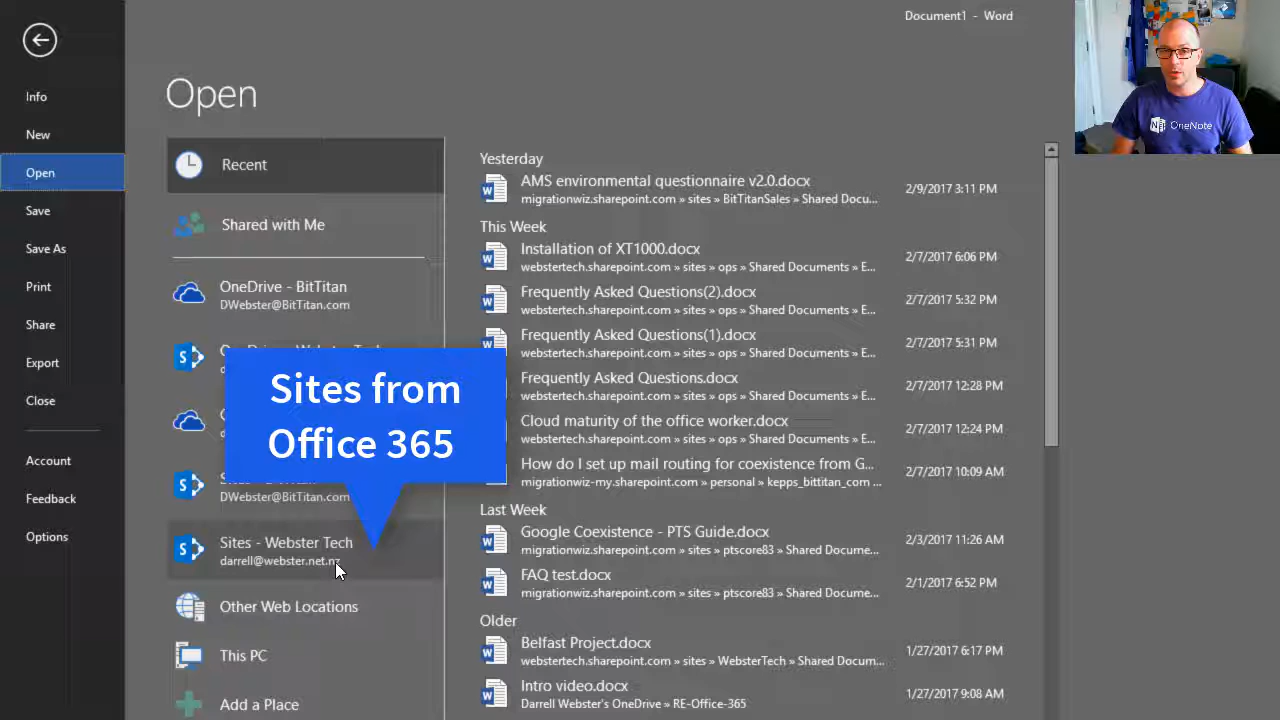 Document1 - Word
OneNote
Info
New
Open
Save
Save As
Print
Share
Export
Close
Account
Feedback
Options
Open
Recent
Shared with Me
OneDrive - BitTitan
DWebster@BitTitan.com
Sites from
Office 365
DWebster@BitTitan.com
Sites - Webster Tech
darrell@webster.net.nz
Other Web Locations
This PC
Add a Place
Yesterday
AMS environmental questionnaire v2.0.docx
migrationwiz.sharepoint.com » sites » BitTitanSales » Shared Docu...
2/9/2017 3:11 PM
This Week
Installation of XT1000.docx
webstertech.sharepoint.com » sites » ops » Shared Documents » E...
2/7/2017 6:06 PM
Frequently Asked Questions(2).docx
webstertech.sharepoint.com » sites » ops » Shared Documents » E...
2/7/2017 5:32 PM
Frequently Asked Questions(1).docx
webstertech.sharepoint.com » sites » ops » Shared Documents » E...
2/7/2017 5:31 PM
Frequently Asked Questions.docx
webstertech.sharepoint.com » sites » ops » Shared Documents » E...
2/7/2017 12:28 PM
Cloud maturity of the office worker.docx
webstertech.sharepoint.com » sites » ops » Shared Documents » E...
2/7/2017 12:24 PM
How do I set up mail routing for coexistence from G...
migrationwiz-my.sharepoint.com » personal » kepps_bittitan_com ...
2/7/2017 10:09 AM
Last Week
Google Coexistence - PTS Guide.docx
migrationwiz.sharepoint.com » sites » ptscore83 » Shared Docume...
2/3/2017 11:26 AM
FAQ test.docx
migrationwiz.sharepoint.com » sites » ptscore83 » Shared Docume...
2/1/2017 6:52 PM
Older
Belfast Project.docx
webstertech.sharepoint.com » sites » WebsterTech » Shared Docum...
1/27/2017 6:17 PM
Intro video.docx
Darrell Webster's OneDrive » RE-Office-365
1/27/2017 9:08 AM